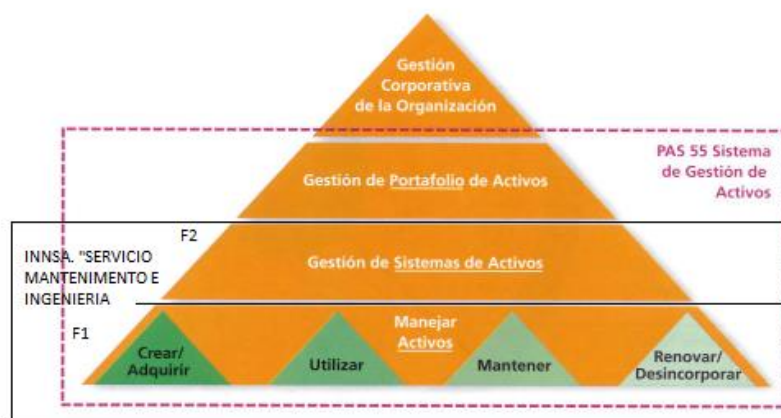 Gestión
Corporativa
de la Organización
PAS 55 Sistema
de Gestión de
Activos
Gestión de Portafolio de Activos
F2
INNSA. "SERVICIO
MANTENIMENTO E
INGENIERIA
Gestión de Sistemas de Activos
F1
Manejar
Activos
Crear/
Adquirír
Utilizar
Mantener
Renovar/
Desincorporar